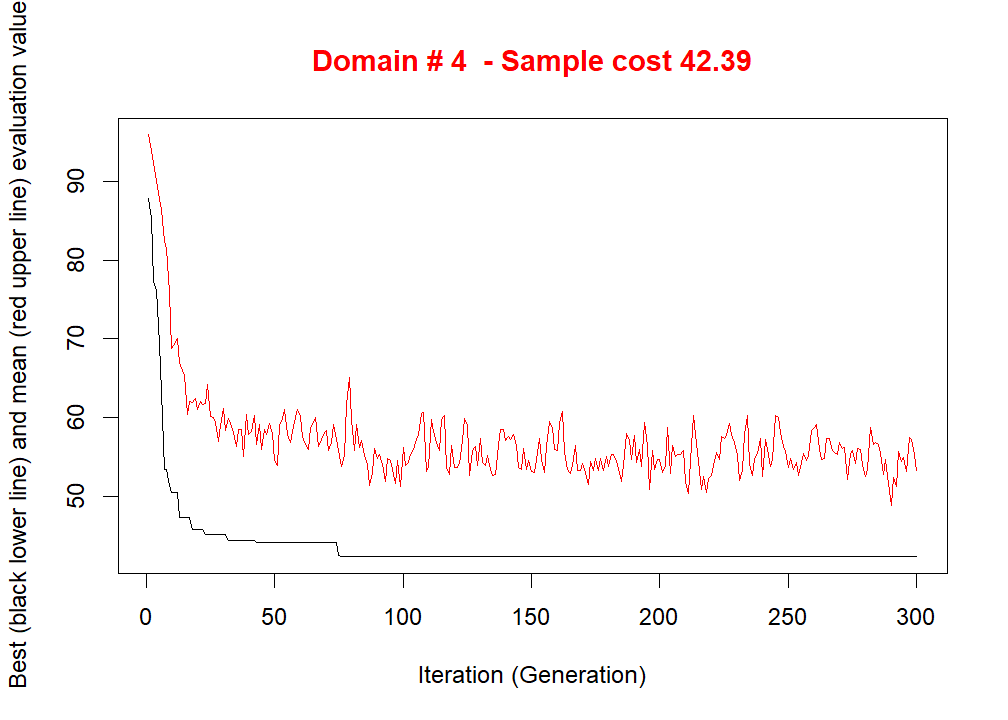 Domain # 4  - Sample cost 42.39
Best (black lower line) and mean (red upper line) evaluation value
90
80
70
60
50
0 50 100 150 200 250 300
Iteration (Generation)